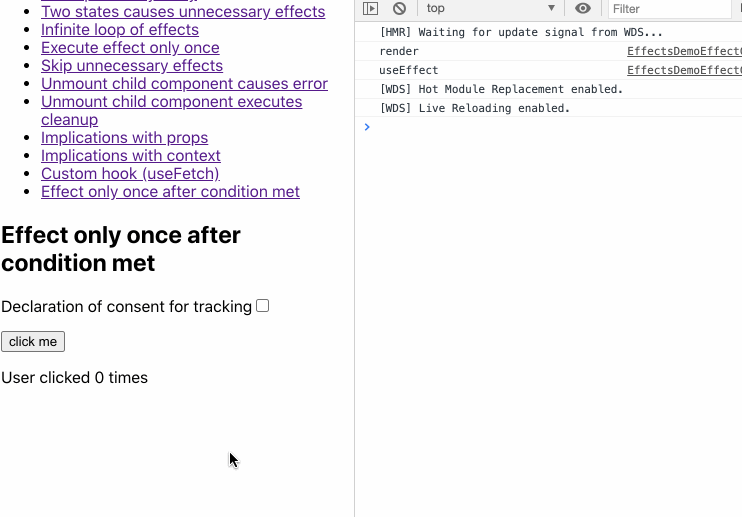 Two states causes unnecessary effects
Infinite loop of effects
Execute effect only once
Skip unnecessary effects
Unmount child component causes error
Unmount child component executes
cleanup
Implications with props
Implications with context
Custom hook (useFetch)
Effect only once after condition met
Effect only once after
condition met
Declaration of consent for tracking
click me
User clicked 0 times
top
Filter
[HMR] Waiting for update signal from WDS...
render EffectsDemoEffect
useEffect EffectsDemoEffect
[WDS] Hot Module Replacement enabled.
[WDS] Live Reloading enabled.